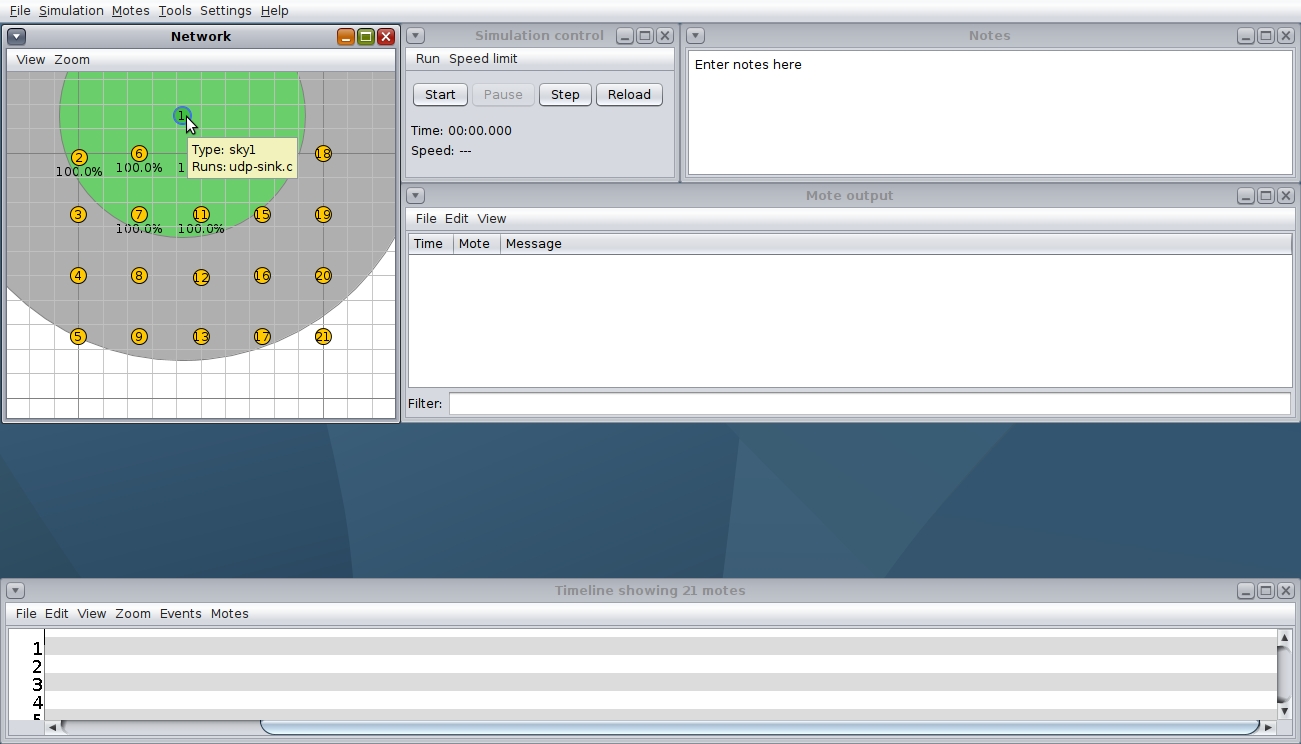 File Simulation Motes Tools Settings Help
Network
View Zoom
1
Type: sky1
Runs: udp-sink.c
2
100.0%
6
100.0%
1
18
3
7
100.0%
11
100.0%
15
19
4
8
12
16
20
5
9
13
17
21
Simulation control
Run Speed limit
Start Pause Step Reload
Time: 00:00.000
Speed: ---
Notes
Enter notes here
Mote output
File Edit View
Time Mote Message
Filter:
Timeline showing 21 motes
File Edit View Zoom Events Motes
1
2
3
4
5